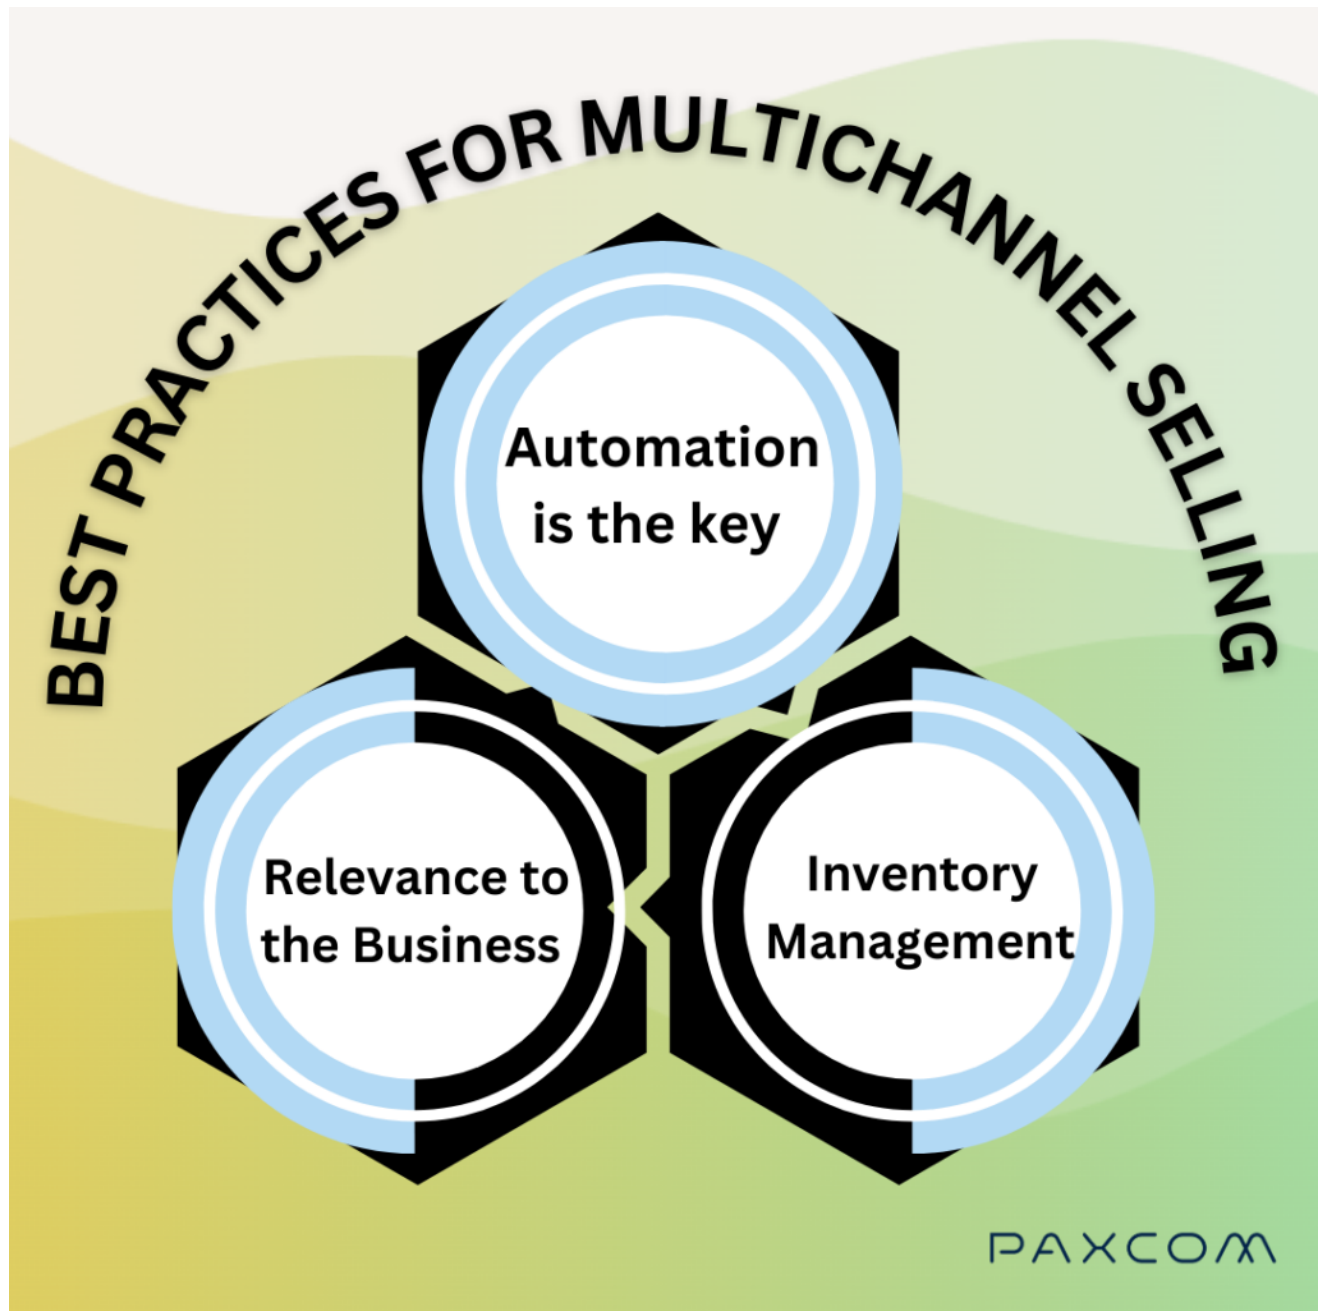 BEST PRACTICES FOR MULTICHANNEL SELLING
Automation
is the key
Relevance to
the Business
Inventory
Management
PAXCOM